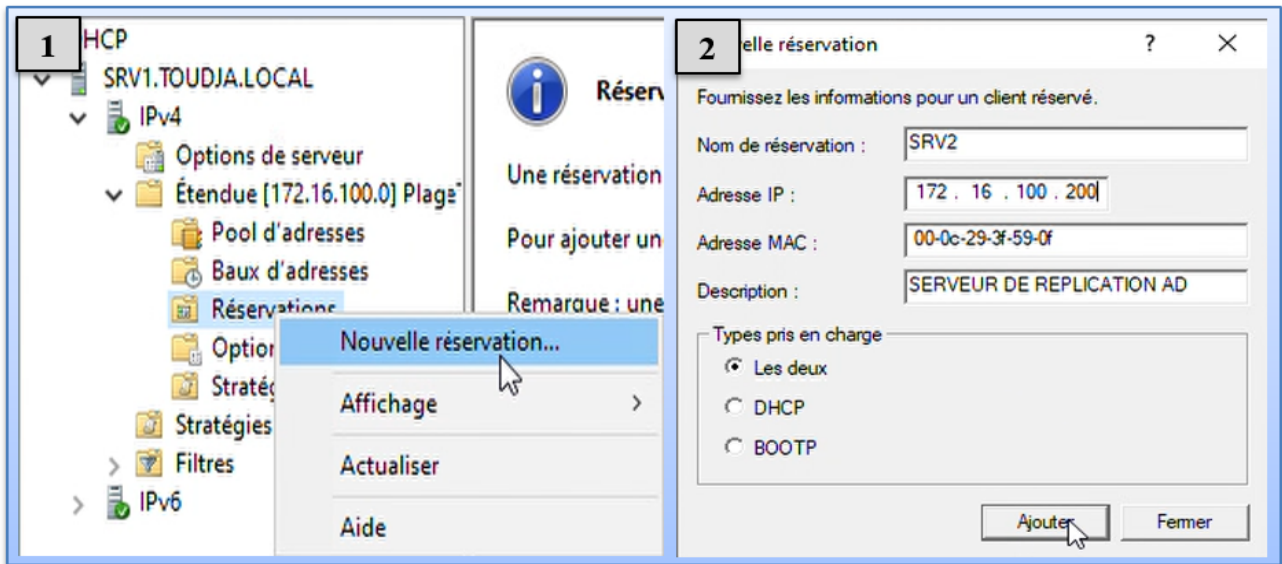 1
HCP
SRV1.TOUDJA.LOCAL
IPv4
Options de serveur
Étendue [172.16.100.0] Plage
Pool d'adresses
Baux d'adresses
Réservations
Option
Stratég
Stratégies
Filtres
IPv6
Nouvelle réservation...
Affichage >
Actualiser
Aide
Réserv
Une réservation
Pour ajouter un
Remarque : une
2
velle réservation ? ×
Fournissez les informations pour un client réservé.
Nom de réservation : SRV2
Adresse IP : 172 . 16 . 100 . 200
Adresse MAC : 00-0c-29-3f-59-0f
Description : SERVEUR DE REPLICATION AD
Types pris en charge
Les deux
DHCP
BOOTP
Ajouter Fermer